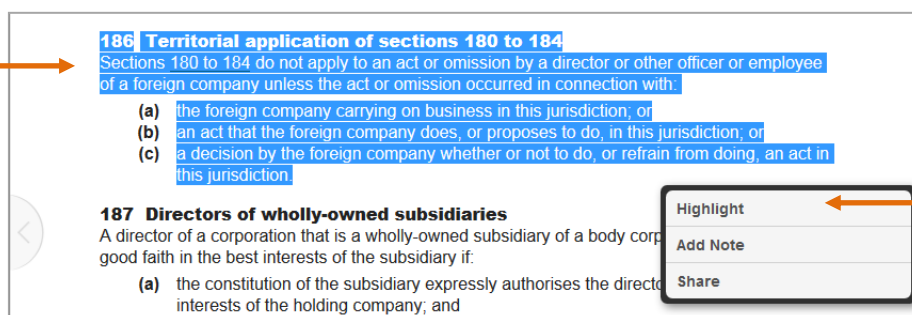 186 Territorial application of sections 180 to 184
Sections 180 to 184 do not apply to an act or omission by a director or other officer or employee
of a foreign company unless the act or omission occurred in connection with:
(a) the foreign company carrying on business in this jurisdiction; or
(b) an act that the foreign company does, or proposes to do, in this jurisdiction; or
(c) a decision by the foreign company whether or not to do, or refrain from doing, an act in
this jurisdiction.
187 Directors of wholly-owned subsidiaries
A director of a corporation that is a wholly-owned subsidiary of a body
good faith in the best interests of the subsidiary if:
(a) the constitution of the subsidiary expressly authorises the
interests of the holding company; and
Highlight
Add Note
Share